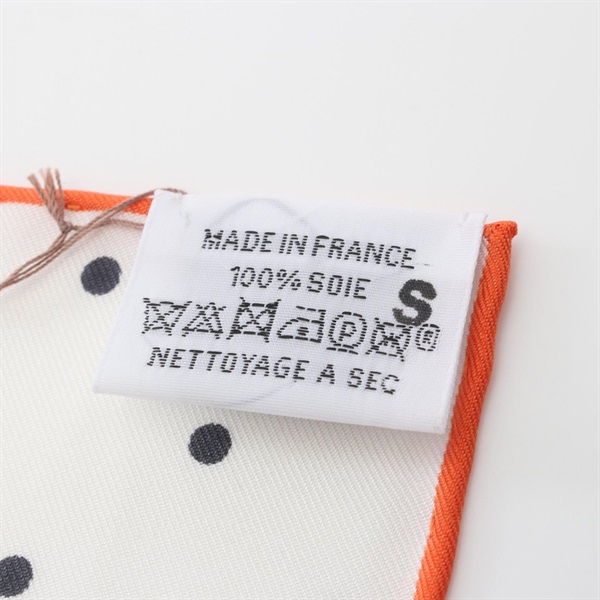 MADE IN FRANCE
100% SOIE
S
P
®
NETTOYAGE A SEC